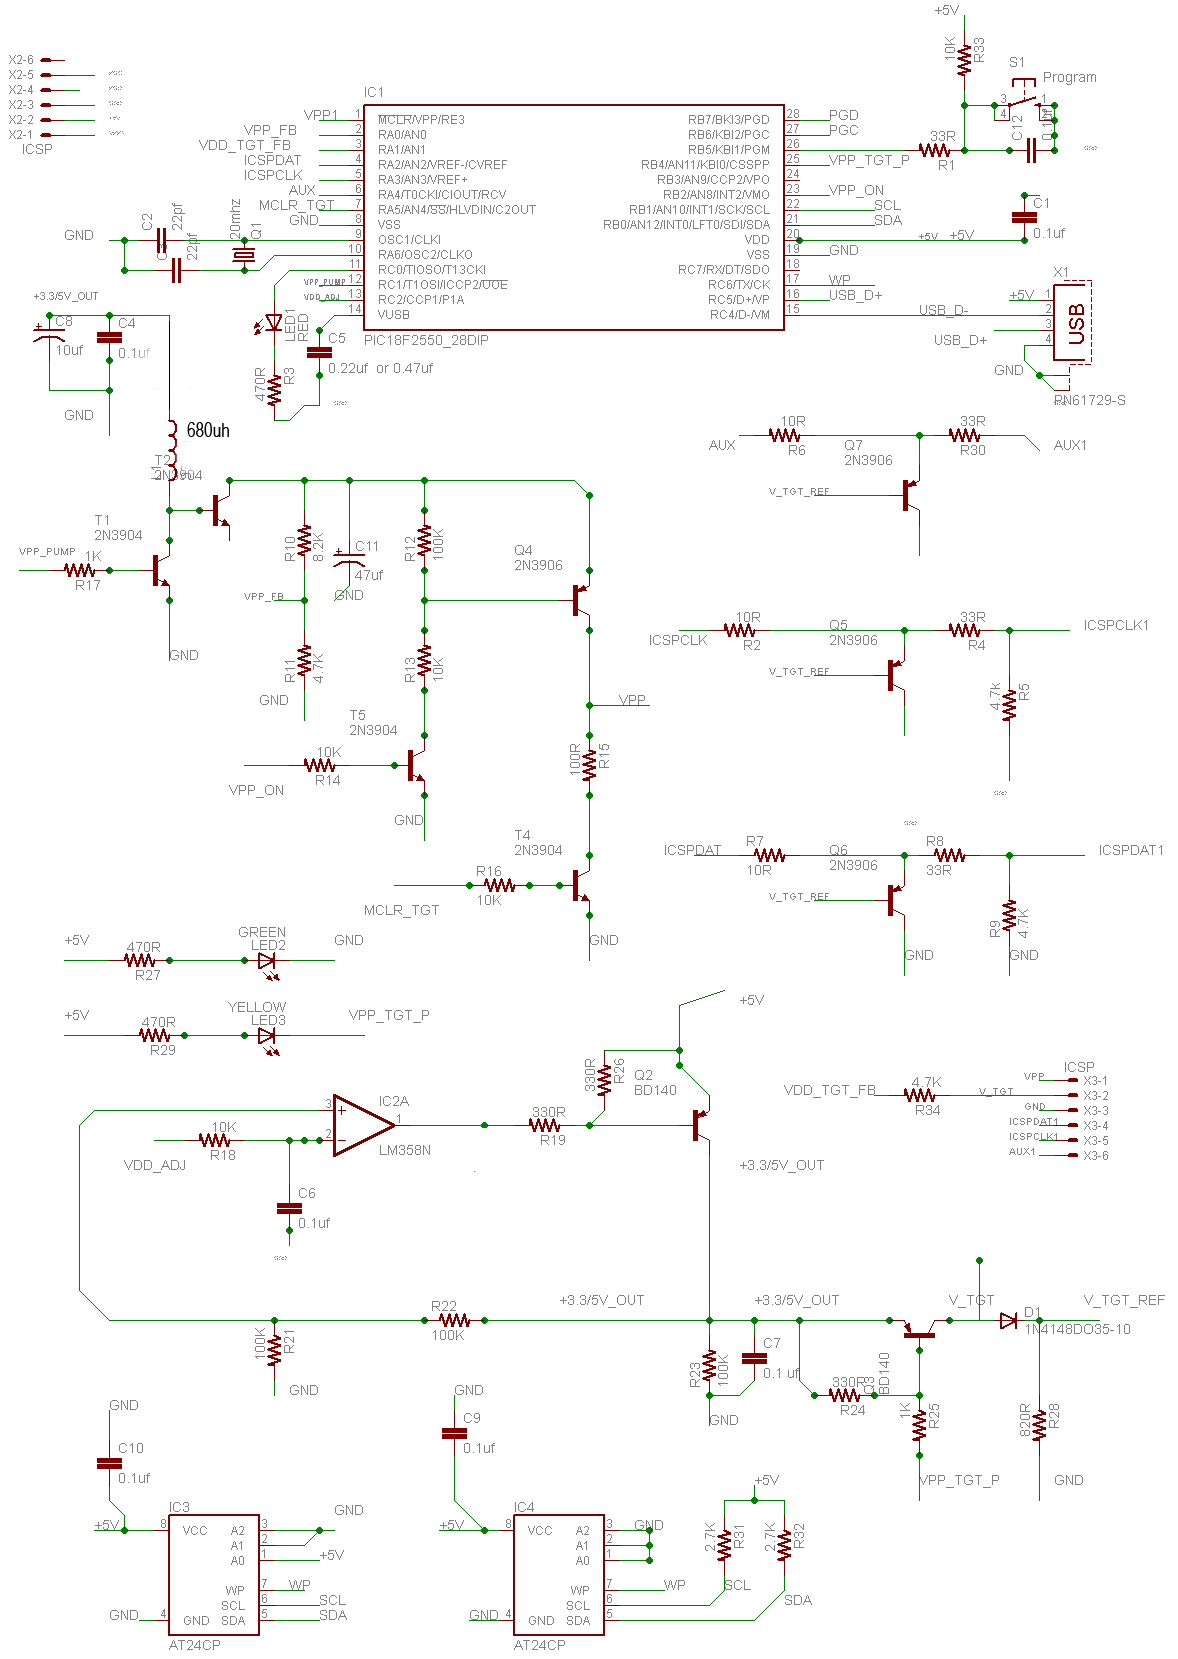 +5V
10K
R33
S1
Program
3
1
4
2
C12
0.1uf
33R
R1
X2-6
X2-5
X2-4
X2-3
X2-2
X2-1
ICSP
IC1
VPP1 1 MCLR/VPP/RE3
VPP_FB 2 RA0/AN0
VDD_TGT_FB 3 RA1/AN1
ICSPDAT 4 RA2/AN2/VREF-/CVREF
ICSPCLK 5 RA3/AN3/VREF+
AUX 6 RA4/T0CKI/CIOUT/RCV
MCLR_TGT 7 RA5/AN4/SS/HLVDIN/C2OUT
GND 8 VSS
9 OSC1/CLKI
10 RA6/OSC2/CLKO
11 RC0/TIOSO/T13CKI
VPP_PUMP 12 RC1/T1OSI/ICCP2/UOE
VDD_ADJ 13 RC2/CCP1/P1A
14 VUSB
RB7/BKI3/PGD 28 PGD
RB6/KBI2/PGC 27 PGC
RB5/KBI1/PGM 26
RB4/AN11/KBI0/CSSPP 25 VPP_TGT_P
RB3/AN9/CCP2/VPO 24
RB2/AN8/INT2/VMO 23 VPP_ON
RB1/AN10/INT1/SCK/SCL 22 SCL
RB0/AN12/INT0/LFT0/SDI/SDA 21 SDA
VDD 20 +5V +5V
VSS 19 GND
RC7/RX/DT/SDO 18
RC6/TX/CK 17 WP
RC5/D+/VP 16 USB_D+
RC4/D-/VM 15 USB_D-
PIC18F2550_28DIP
C1
0.1uf
X1
+5V 1
2
USB_D+ 3
4
USB
GND
PN61729-S
GND
C2
22pf
22pf
20mhz
Q1
LED1
RED
470R
R3
C5
0.22uf or 0.47uf
+3.3/5V_OUT
C8
10uf
C4
0.1uf
GND
680uh
T2
2N3904
T1
2N3904
VPP_PUMP
1K
R17
GND
R10
8.2K
C11
47uf
GND
VPP_FB
R11
4.7K
GND
R12
100K
R13
10K
Q4
2N3906
T5
2N3904
10K
R14
VPP_ON
GND
VPP
100R
R15
T4
2N3904
R16
10K
MCLR_TGT
GND
AUX
10R
R6
Q7
2N3906
33R
R30
AUX1
V_TGT_REF
ICSPCLK
10R
R2
Q5
2N3906
33R
R4
ICSPCLK1
V_TGT_REF
4.7k
R5
ICSPDAT
R7
10R
Q6
2N3906
R8
33R
ICSPDAT1
V_TGT_REF
R9
4.7K
GND
GND
+5V
470R
R27
GREEN
LED2
GND
+5V
470R
R29
YELLOW
LED3
VPP_TGT_P
+5V
330R
R26
Q2
BD140
3
2
1
IC2A
LM358N
10K
R18
VDD_ADJ
C6
0.1uf
330R
R19
+3.3/5V_OUT
VDD_TGT_FB
4.7K
R34
V_TGT
ICSP
VPP X3-1
X3-2
GND X3-3
ICSPDAT1 X3-4
ICSPCLK1 X3-5
AUX1 X3-6
100K
R21
GND
R22
100K
+3.3/5V_OUT
+3.3/5V_OUT
R23
100K
C7
0.1 uf
GND
330R
R24
Q3
BD140
1K
R25
VPP_TGT_P
V_TGT
D1
1N4148DO35-10
V_TGT_REF
820R
R28
GND
GND
C10
0.1uf
IC3
+5V 8 VCC
A2 3 GND
A1 2
A0 1 +5V
WP 7 WP
SCL 6 SCL
GND 4 GND
SDA 5 SDA
AT24CP
GND
C9
0.1uf
IC4
+5V 8 VCC
A2 3 GND
A1 2
A0 1
WP 7 WP
SCL 6 SCL
GND 4 GND
SDA 5 SDA
AT24CP
+5V
2.7K
R31
2.7K
R32